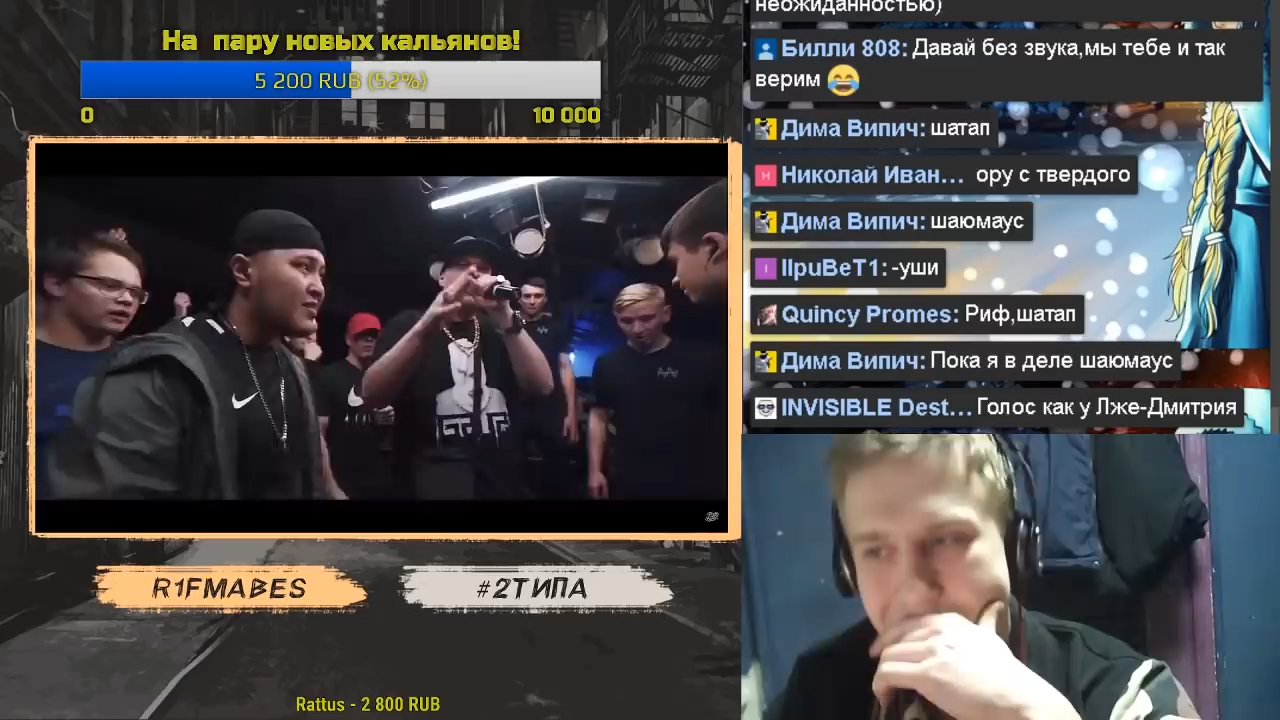 На пару новых кальянов!
5 200 RUB (52%)
0
10 000
R1FMABES
#2ТИПА
Rattus - 2 800 RUB
неожиданностью)
Билли 808: Давай без звука,мы тебе и так
верим 😂
Дима Випич: шатап
Николай Иван... ору с твердого
Дима Випич: шаюмаус
IIpuBeT1: -уши
Quincy Promes: Риф,шатап
Дима Випич: Пока я в деле шаюмаус
INVISIBLE Dest... Голос как у Лже-Дмитрия